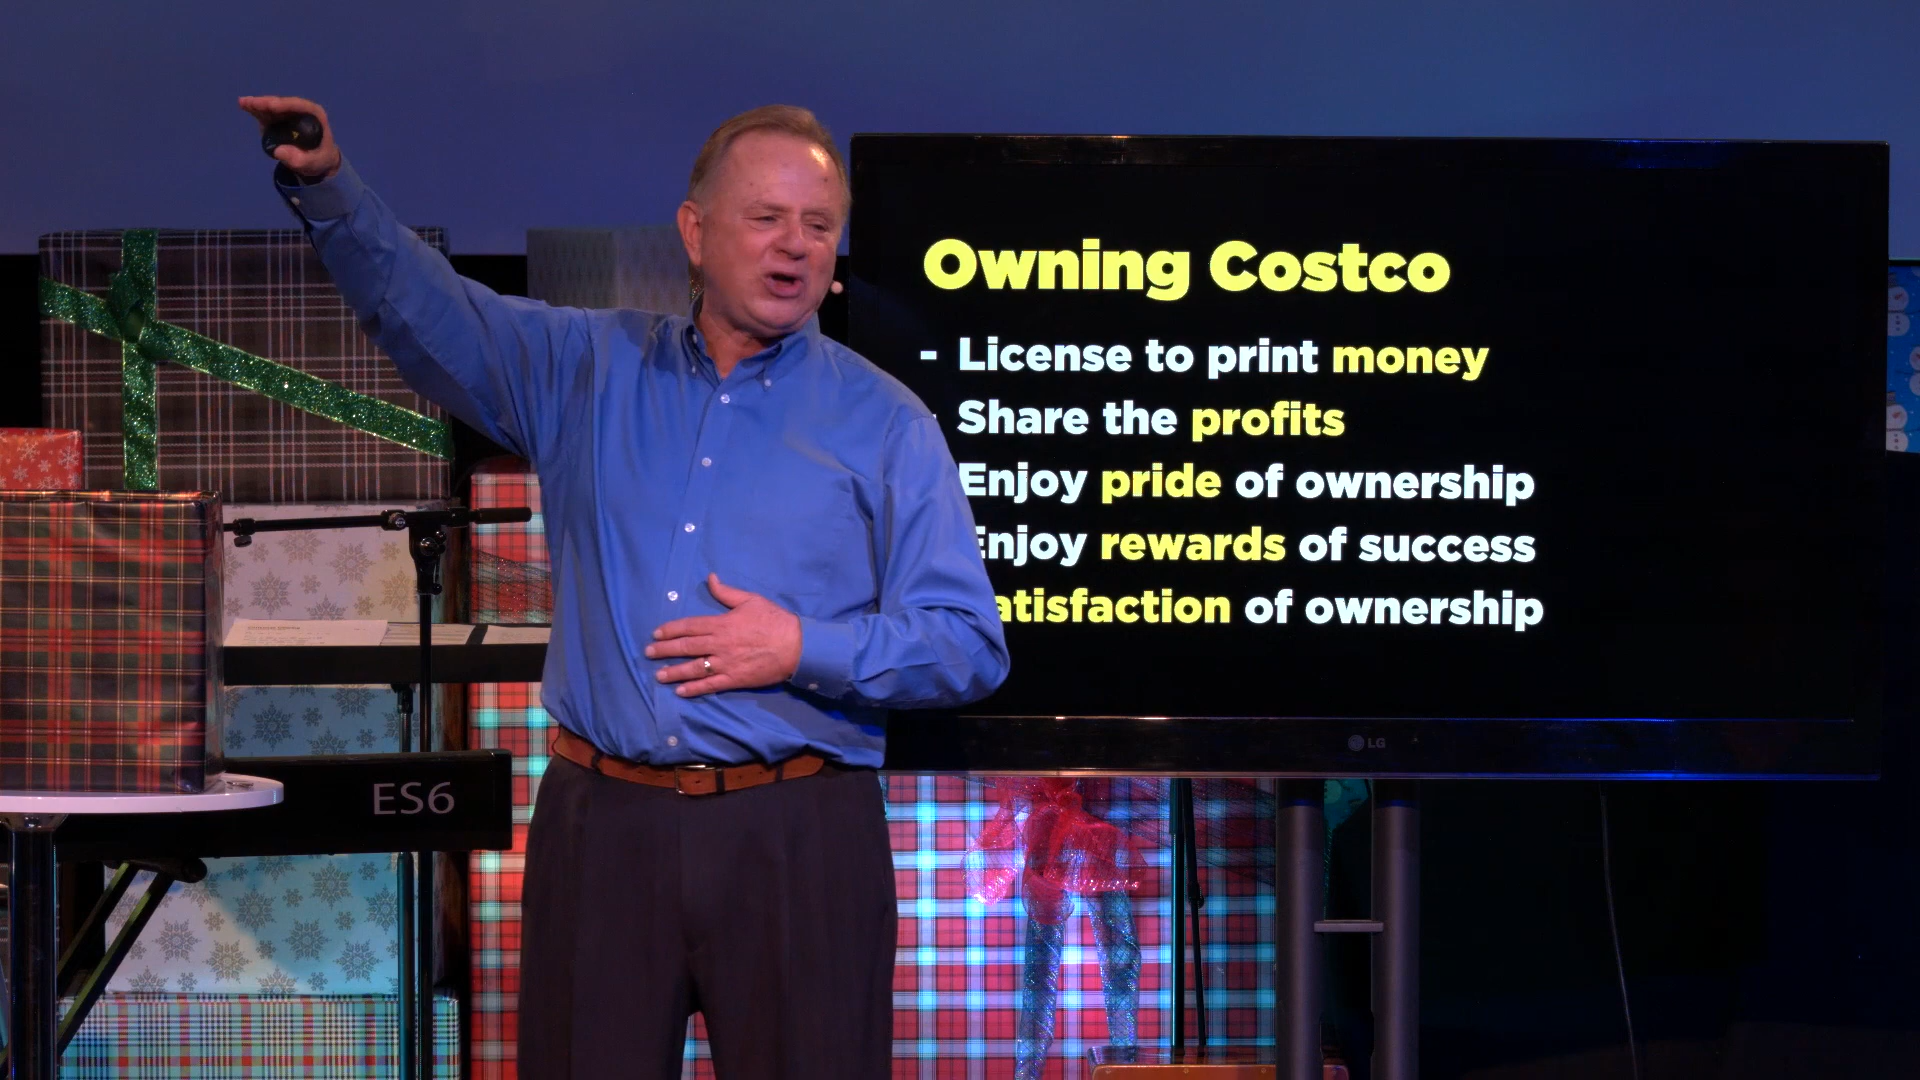 Owning Costco
- License to print money
Share the profits
Enjoy pride of ownership
Enjoy rewards of success
atisfaction of ownership
LG
ES6